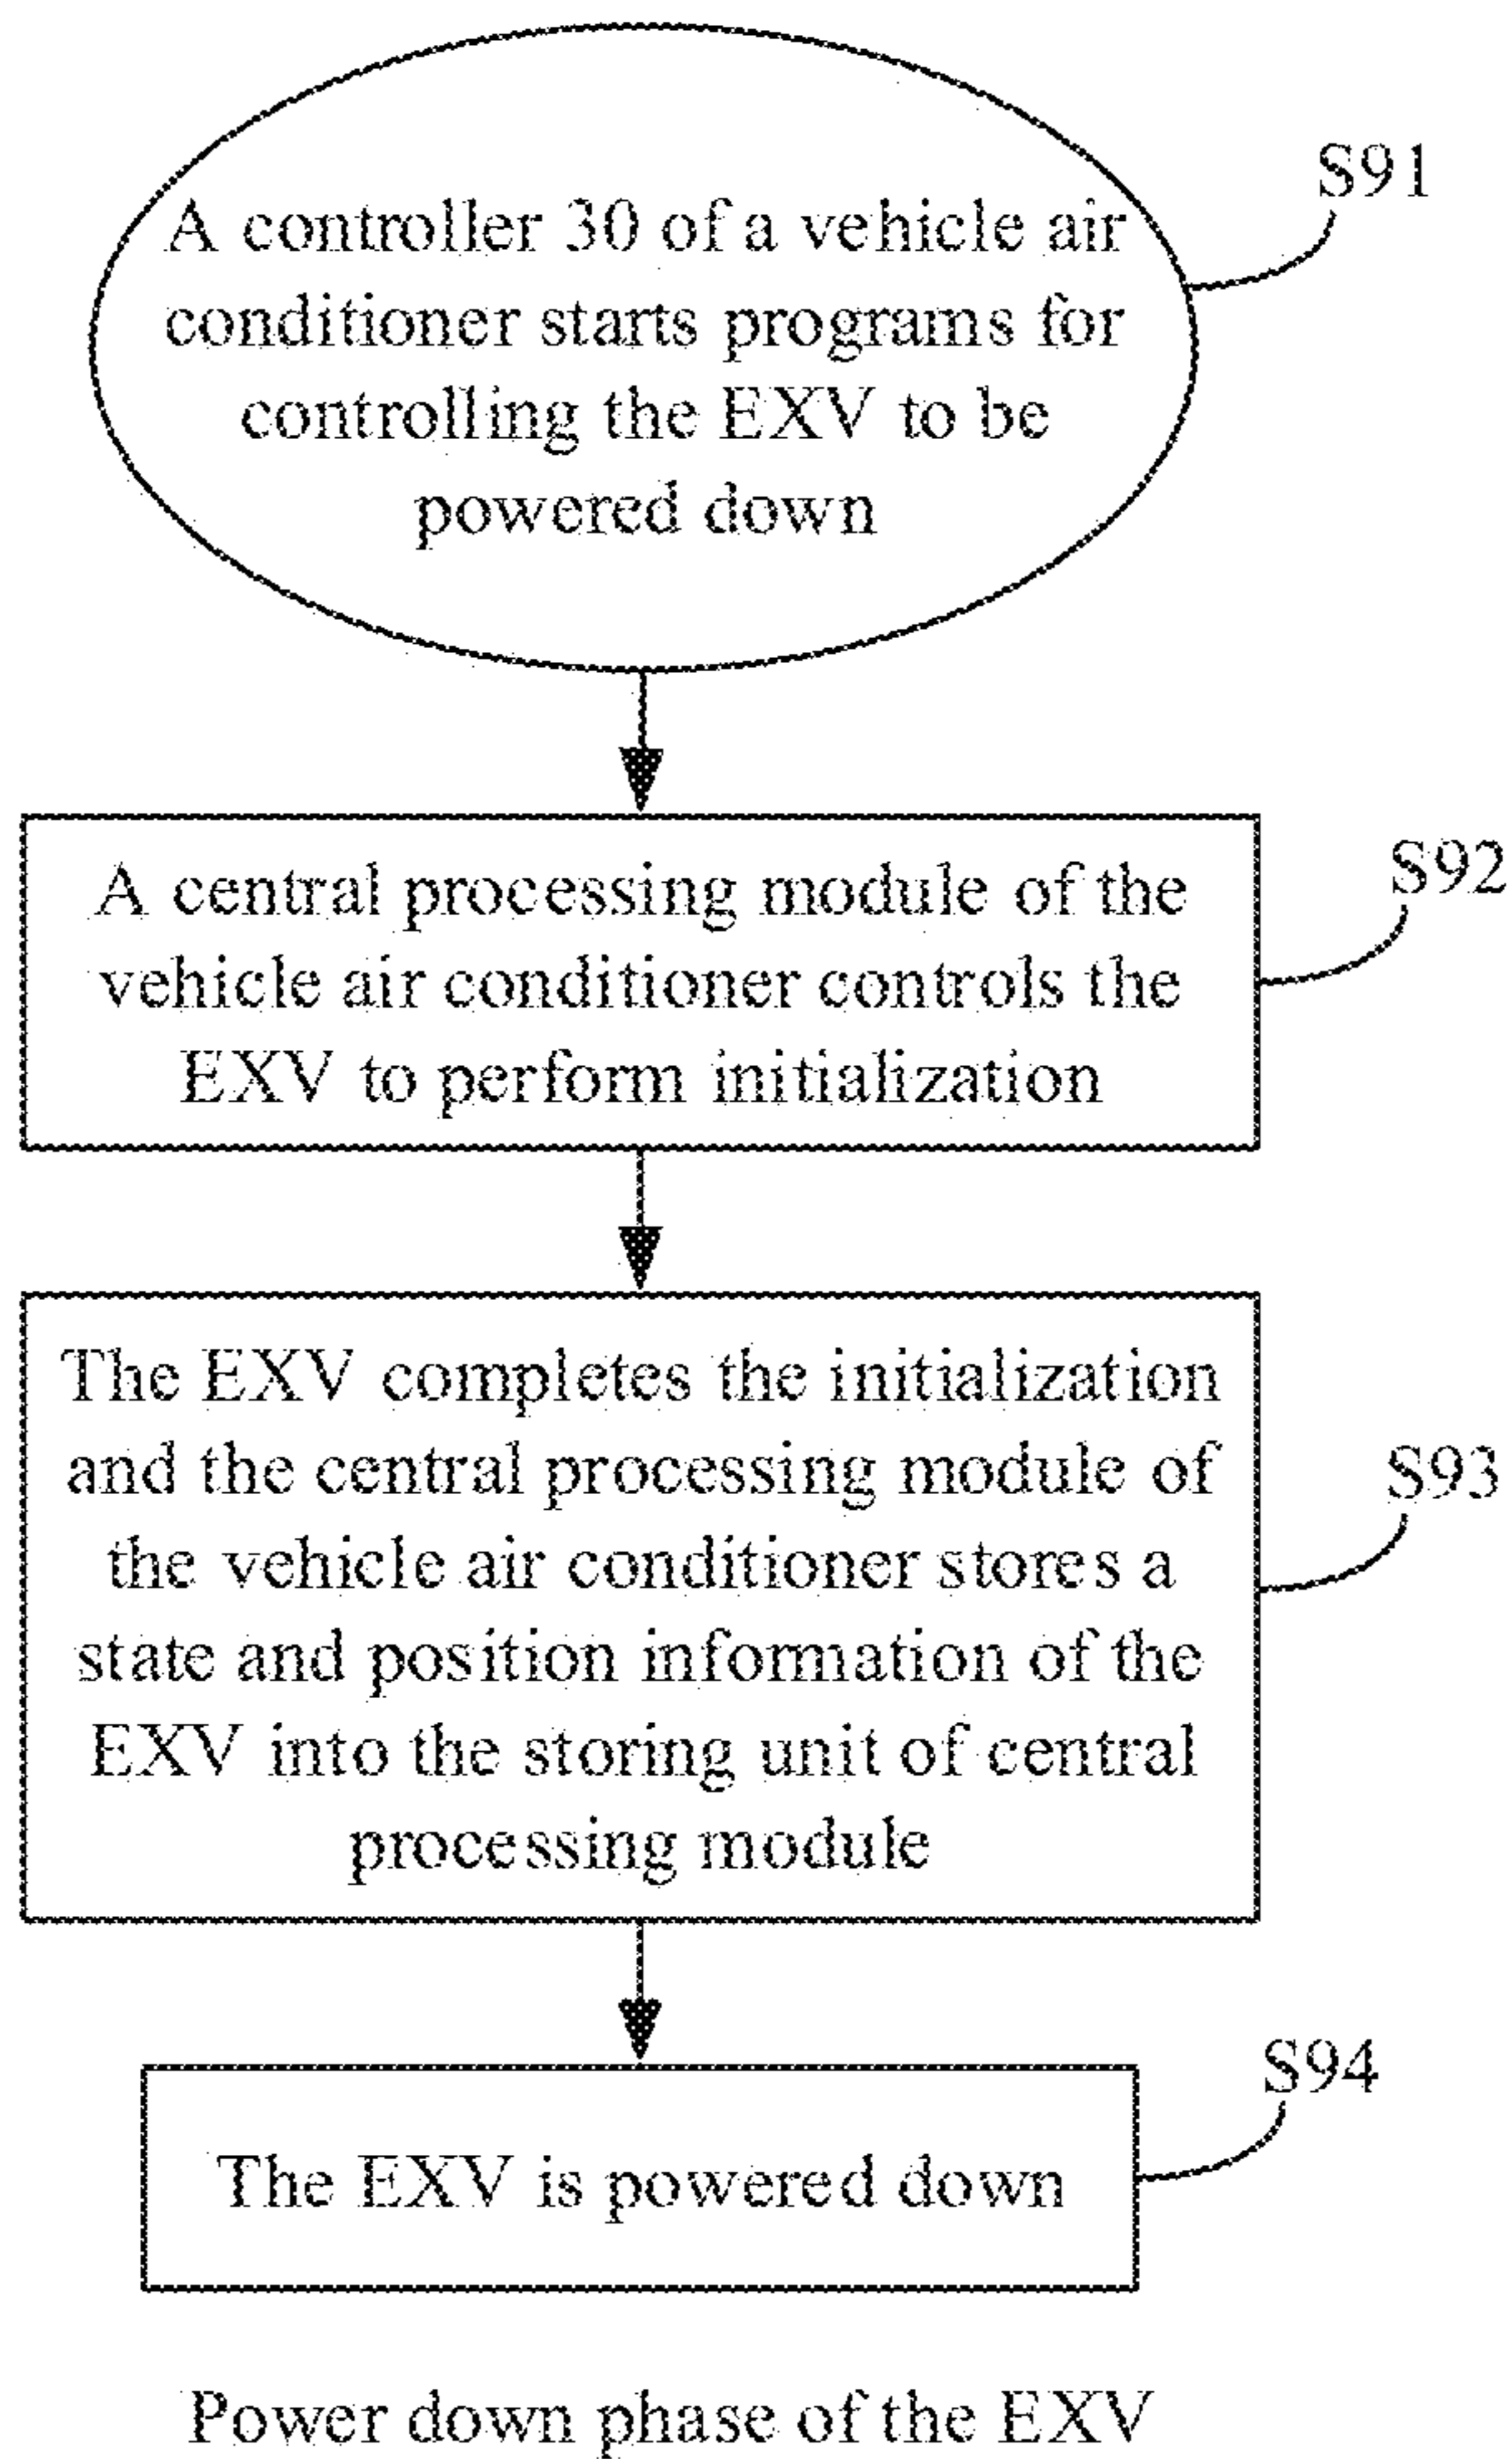 A controller 30 of a vehicle air
conditioner starts programs for
controlling the EXV to be
powered down
S91
A central processing module of the
vehicle air conditioner controls the
EXV to perform initialization
S92
The EXV completes the initialization
and the central processing module of
the vehicle air conditioner stores a
state and position information of the
EXV into the storing unit of central
processing module
S93
The EXV is powered down
S94
Power down phase of the EXV